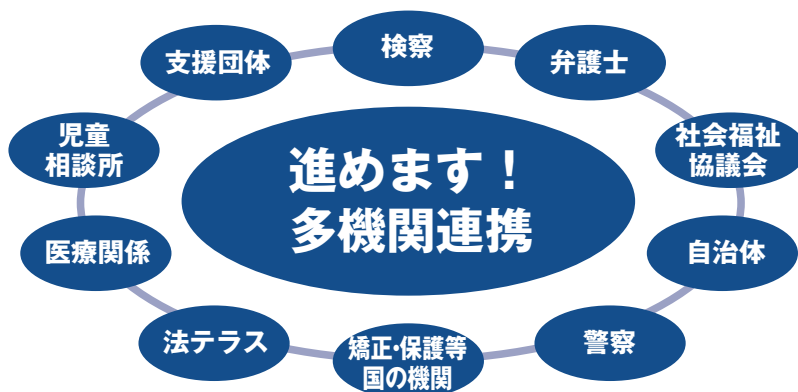 検察
支援団体
弁護士
児童
相談所
社会福祉
協議会
進めます！
多機関連携
医療関係
自治体
法テラス
警察
矯正・保護等
国の機関